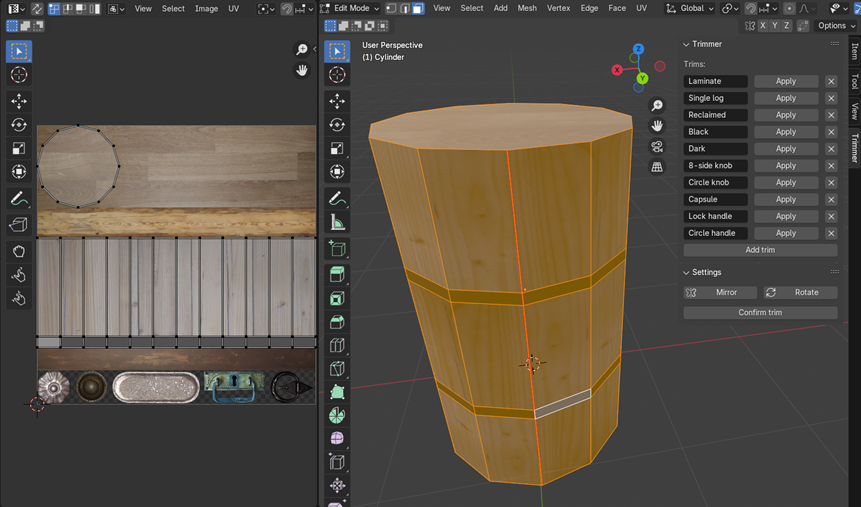 View Select Image UV
Edit Mode View Select Add Mesh Vertex Edge Face UV Global
X Y Z Options
User Perspective
(1) Cylinder
Z
X
Y
Trimmer
Trims:
Laminate Apply
Single log Apply
Reclaimed Apply
Black Apply
Dark Apply
8-side knob Apply
Circle knob Apply
Capsule Apply
Lock handle Apply
Circle handle Apply
Add trim
Settings
Mirror Rotate
Confirm trim
Item
Tool
View
Trimmer